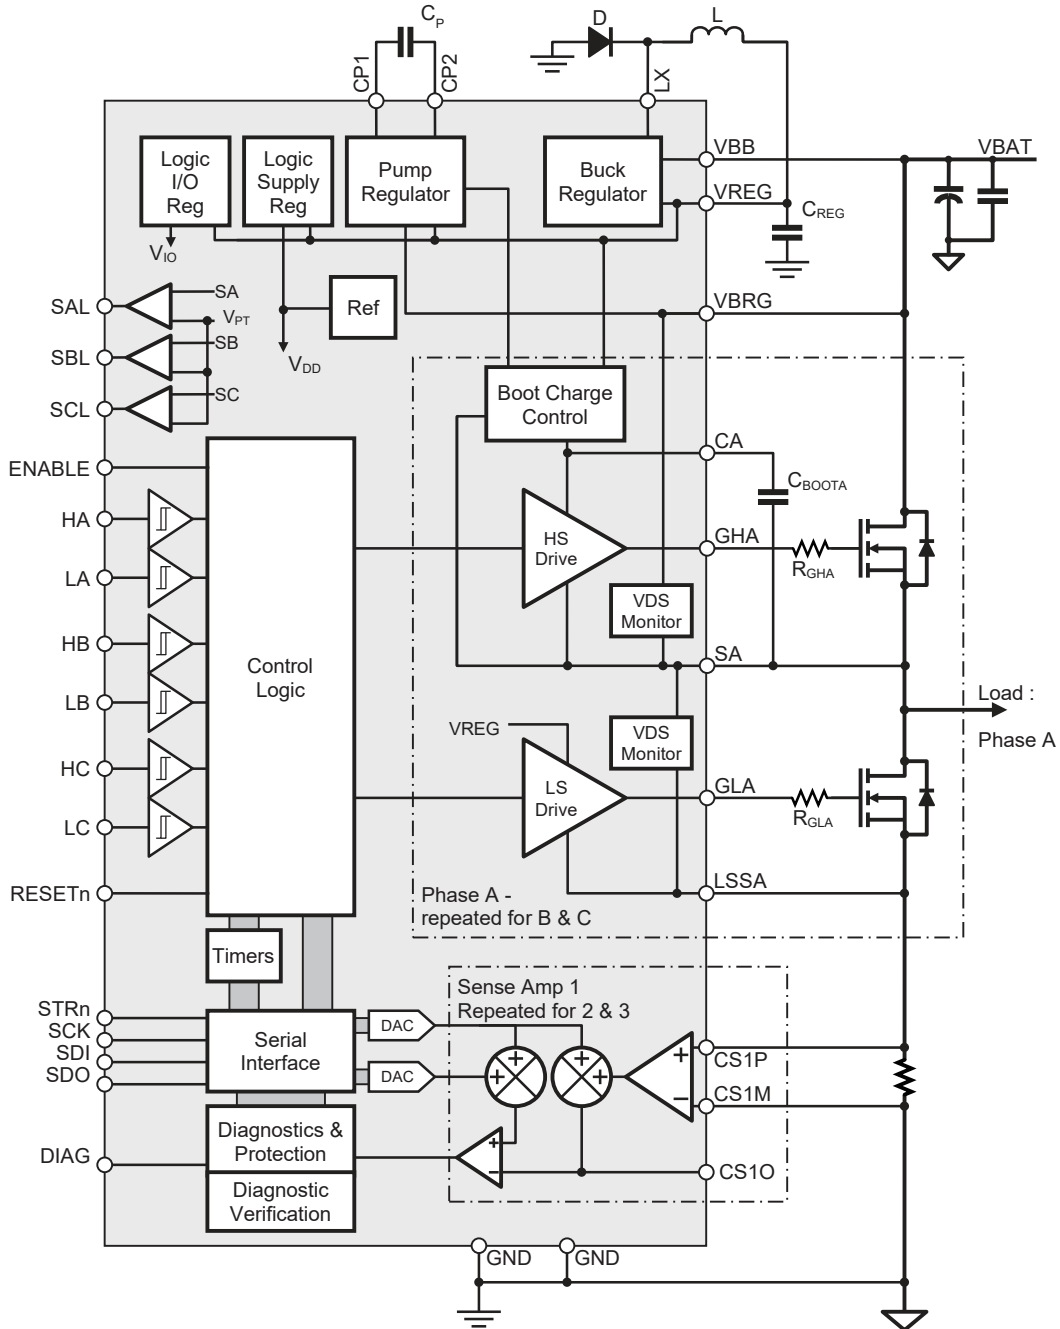 C_P
D
L
CP1
CP2
LX
Logic
I/O
Reg
Logic
Supply
Reg
Pump
Regulator
Buck
Regulator
VBB
VBAT
VREG
C_REG
V_IO
SA
SAL
V_PT
Ref
VBRG
SB
SBL
V_DD
SC
SCL
Boot Charge
Control
CA
C_BOOTA
ENABLE
HA
HS
Drive
GHA
R_GHA
LA
VDS
Monitor
HB
Control
Logic
SA
LB
Load :
Phase A
VREG
VDS
Monitor
HC
LS
Drive
GLA
R_GLA
LC
RESETn
LSSA
Phase A -
repeated for B & C
Timers
Sense Amp 1
Repeated for 2 & 3
STRn
SCK
SDI
SDO
Serial
Interface
DAC
DAC
+
+
+
+
+
−
CS1P
CS1M
Diagnostics &
Protection
+
−
DIAG
CS1O
Diagnostic
Verification
GND
GND